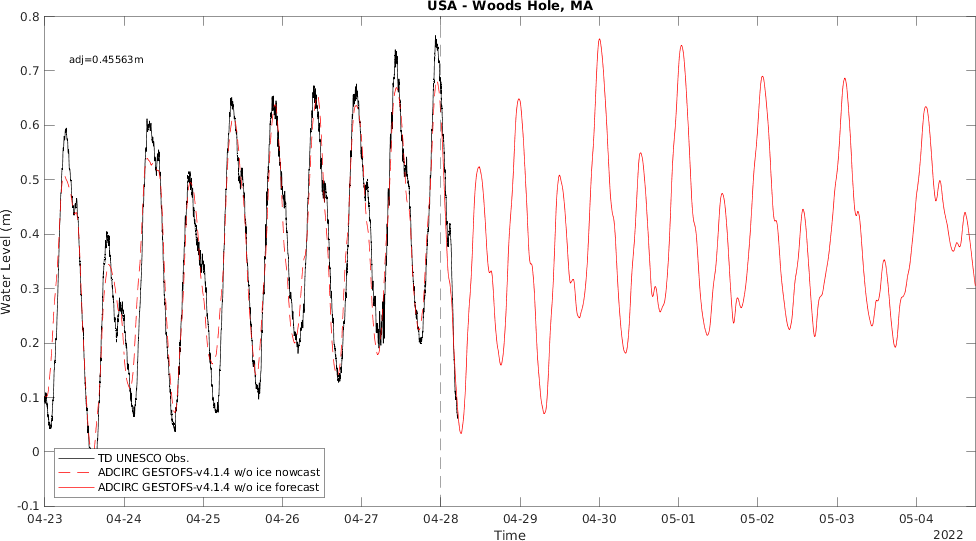 USA - Woods Hole, MA
0.8
adj=0.45563m
0.7
0.6
0.5
0.4
0.3
0.2
0.1
0
-0.1
Water Level (m)
TD UNESCO Obs.
ADCIRC GESTOFS-v4.1.4 w/o ice nowcast
ADCIRC GESTOFS-v4.1.4 w/o ice forecast
04-23 04-24 04-25 04-26 04-27 04-28 04-29 04-30 05-01 05-02 05-03 05-04
Time
2022